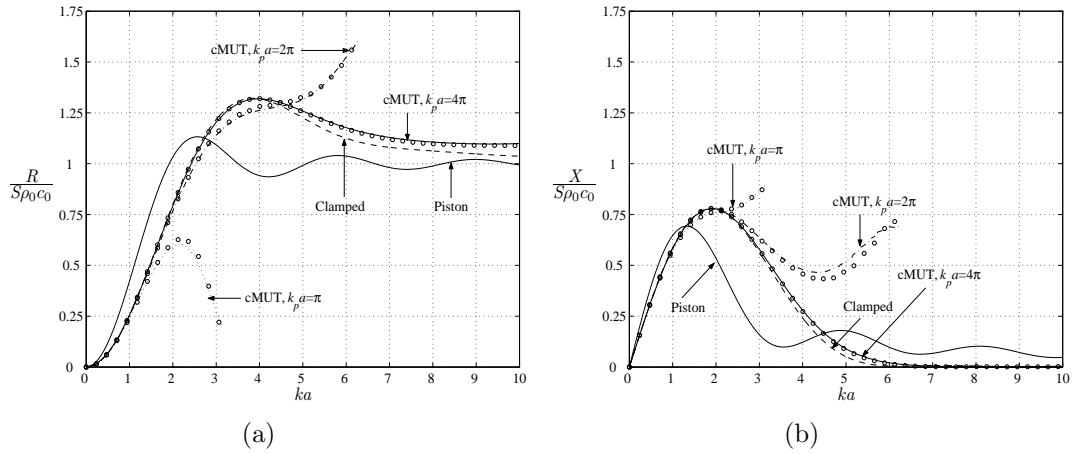 1.75
1.5
1.25
1
0.75
0.5
0.25
0
R
Sρ₀c₀
cMUT, kₚa=2π
cMUT, kₚa=4π
Clamped
Piston
cMUT, kₚa=π
0 1 2 3 4 5 6 7 8 9 10
ka
(a)
1.75
1.5
1.25
1
0.75
0.5
0.25
0
X
Sρ₀c₀
cMUT, kₚa=π
cMUT, kₚa=2π
cMUT, kₚa=4π
Piston
Clamped
0 1 2 3 4 5 6 7 8 9 10
ka
(b)